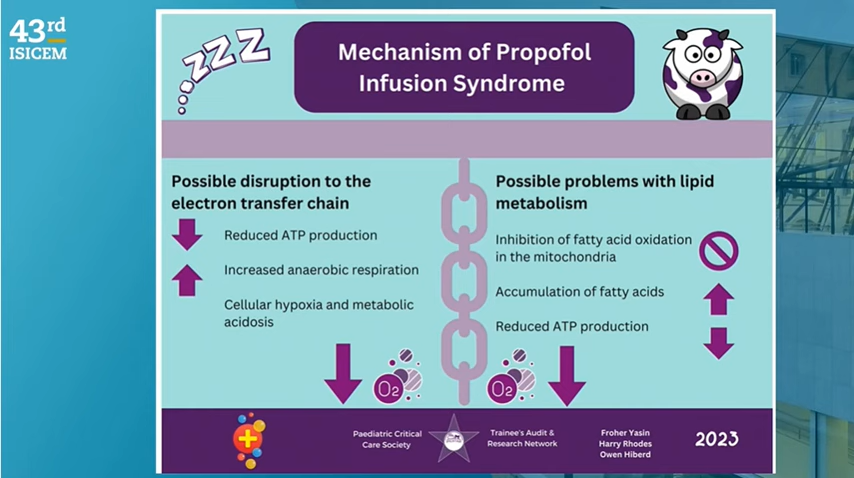 43rd
ISICEM
zzZZ
Mechanism of Propofol
Infusion Syndrome
Possible disruption to the
electron transfer chain
Reduced ATP production
Increased anaerobic respiration
Cellular hypoxia and metabolic
acidosis
O₂
Possible problems with lipid
metabolism
Inhibition of fatty acid oxidation
in the mitochondria
Accumulation of fatty acids
Reduced ATP production
O₂
Paediatric Critical
Care Society
Trainee's Audit &
Research Network
Froher Yasin
Harry Rhodes
Owen Hiberd
2023